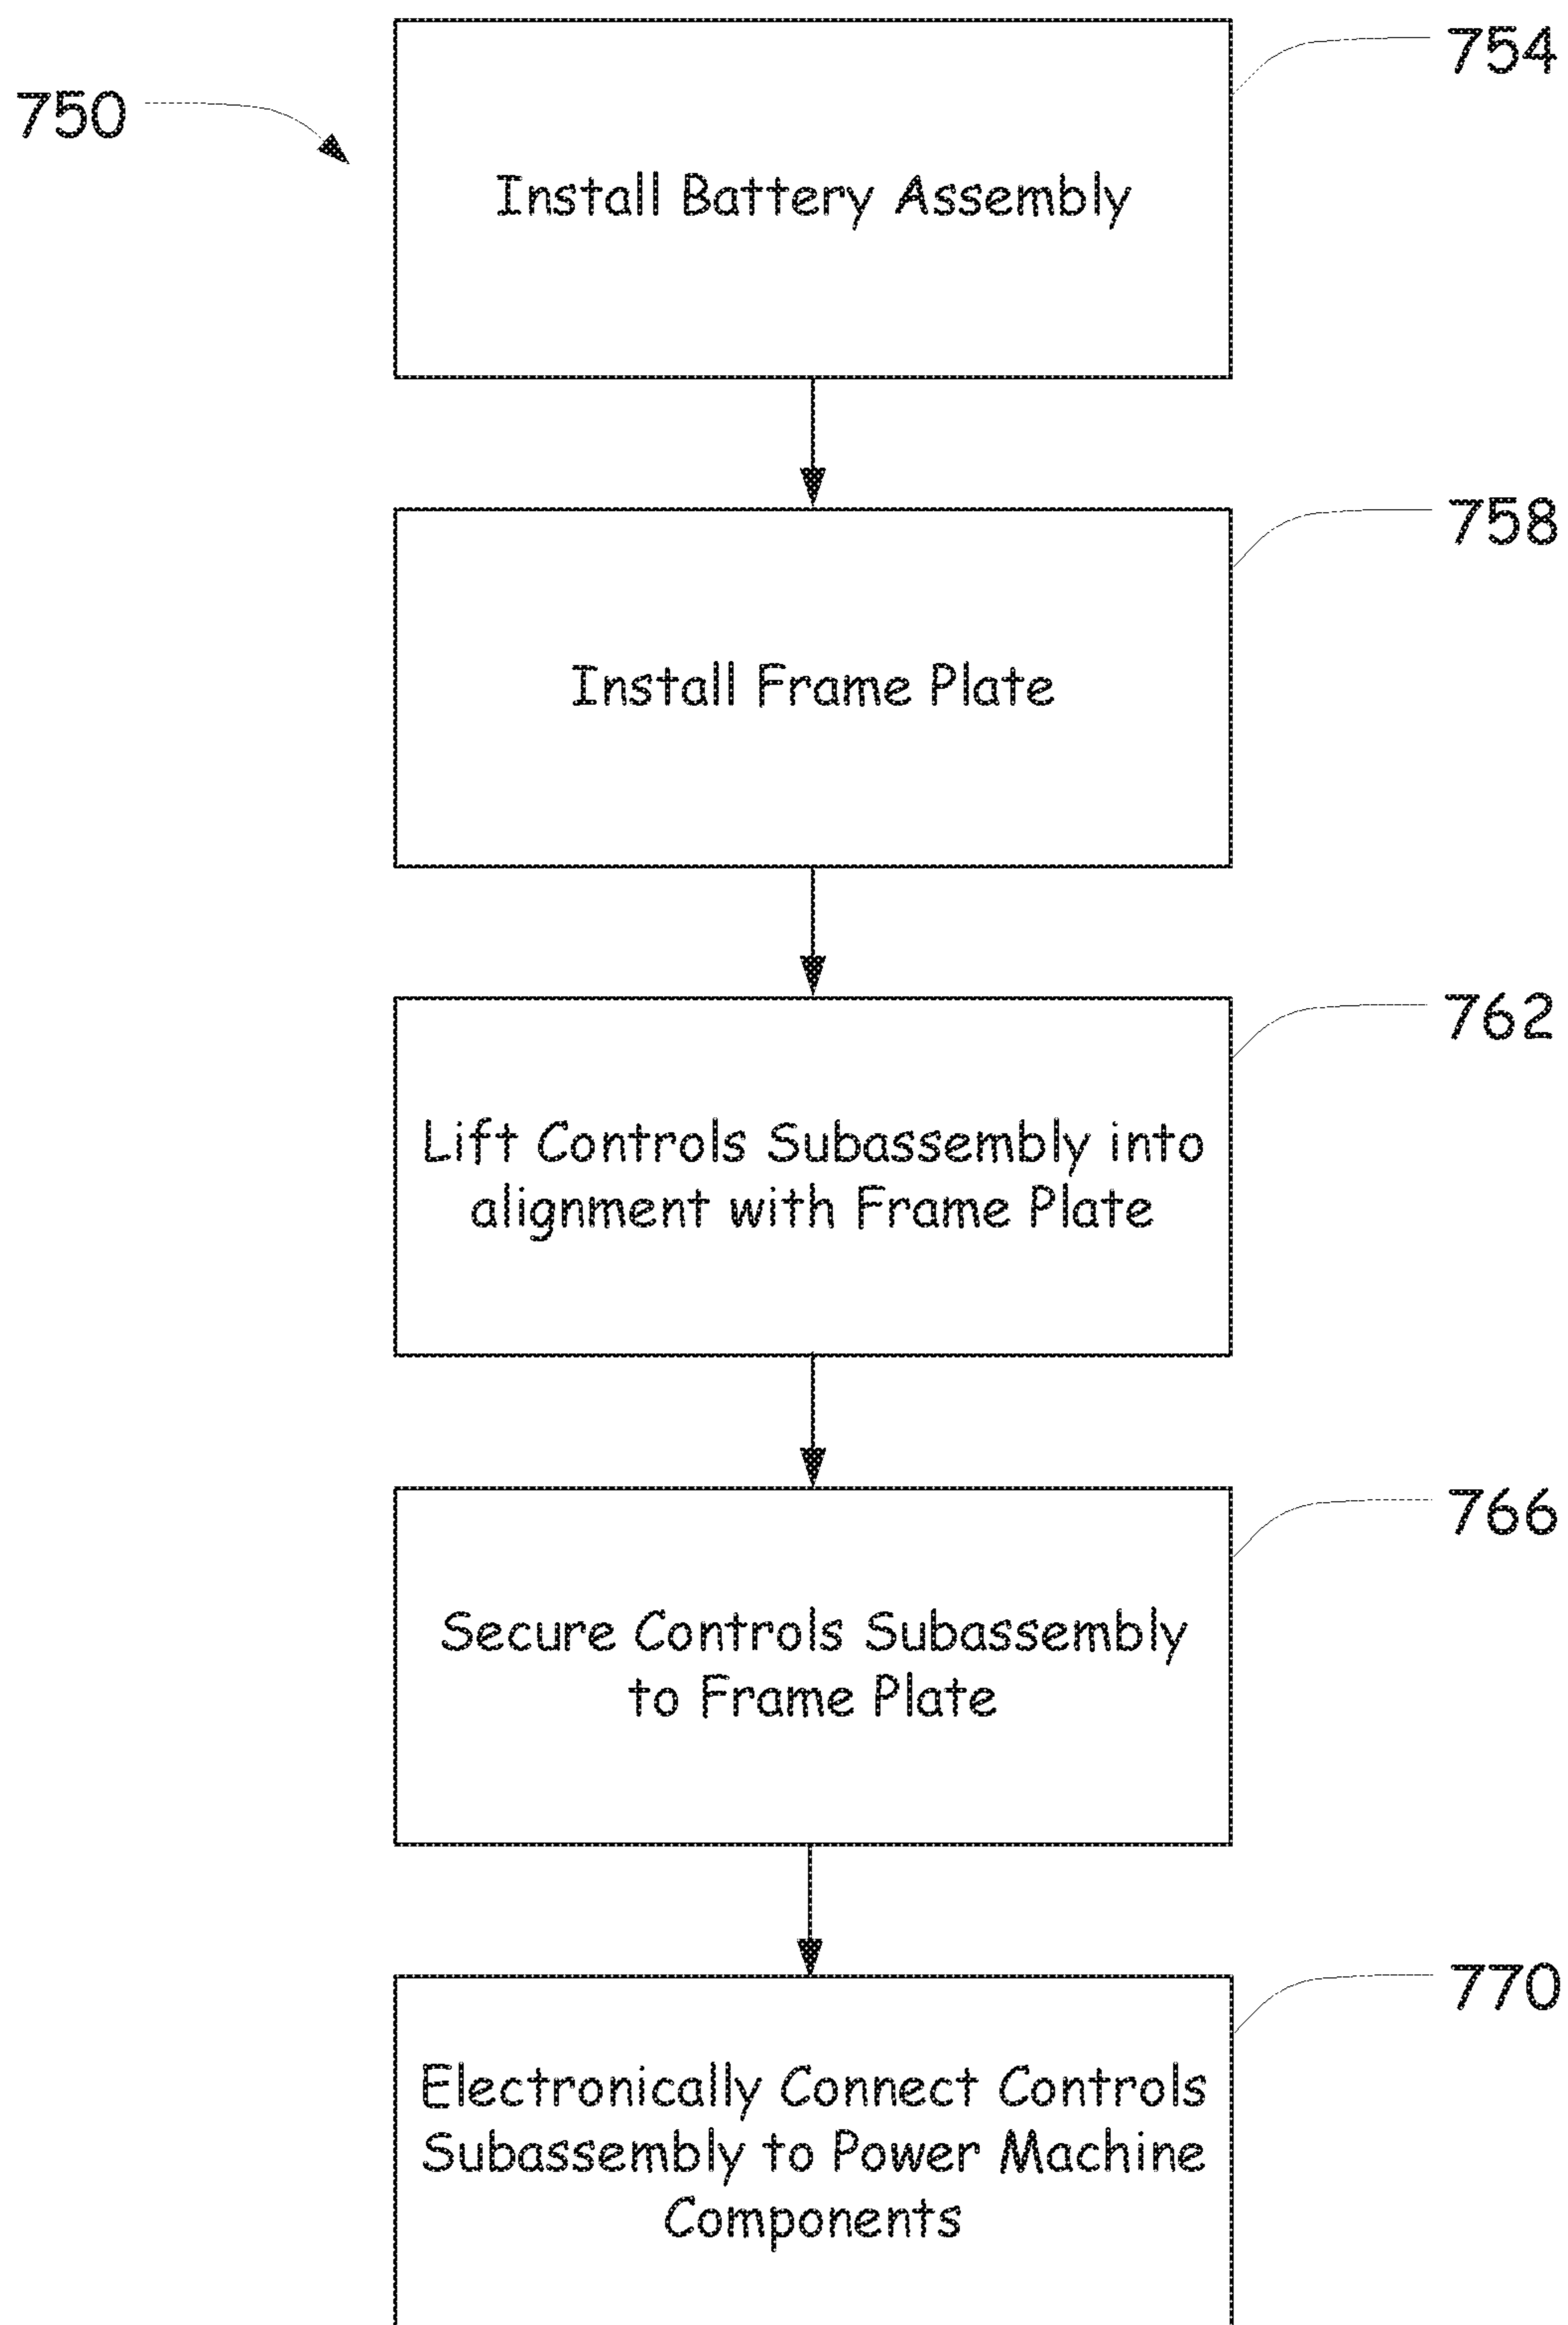 754
750
Install Battery Assembly
758
Install Frame Plate
762
Lift Controls Subassembly into
alignment with Frame Plate
766
Secure Controls Subassembly
to Frame Plate
770
Electronically Connect Controls
Subassembly to Power Machine
Components